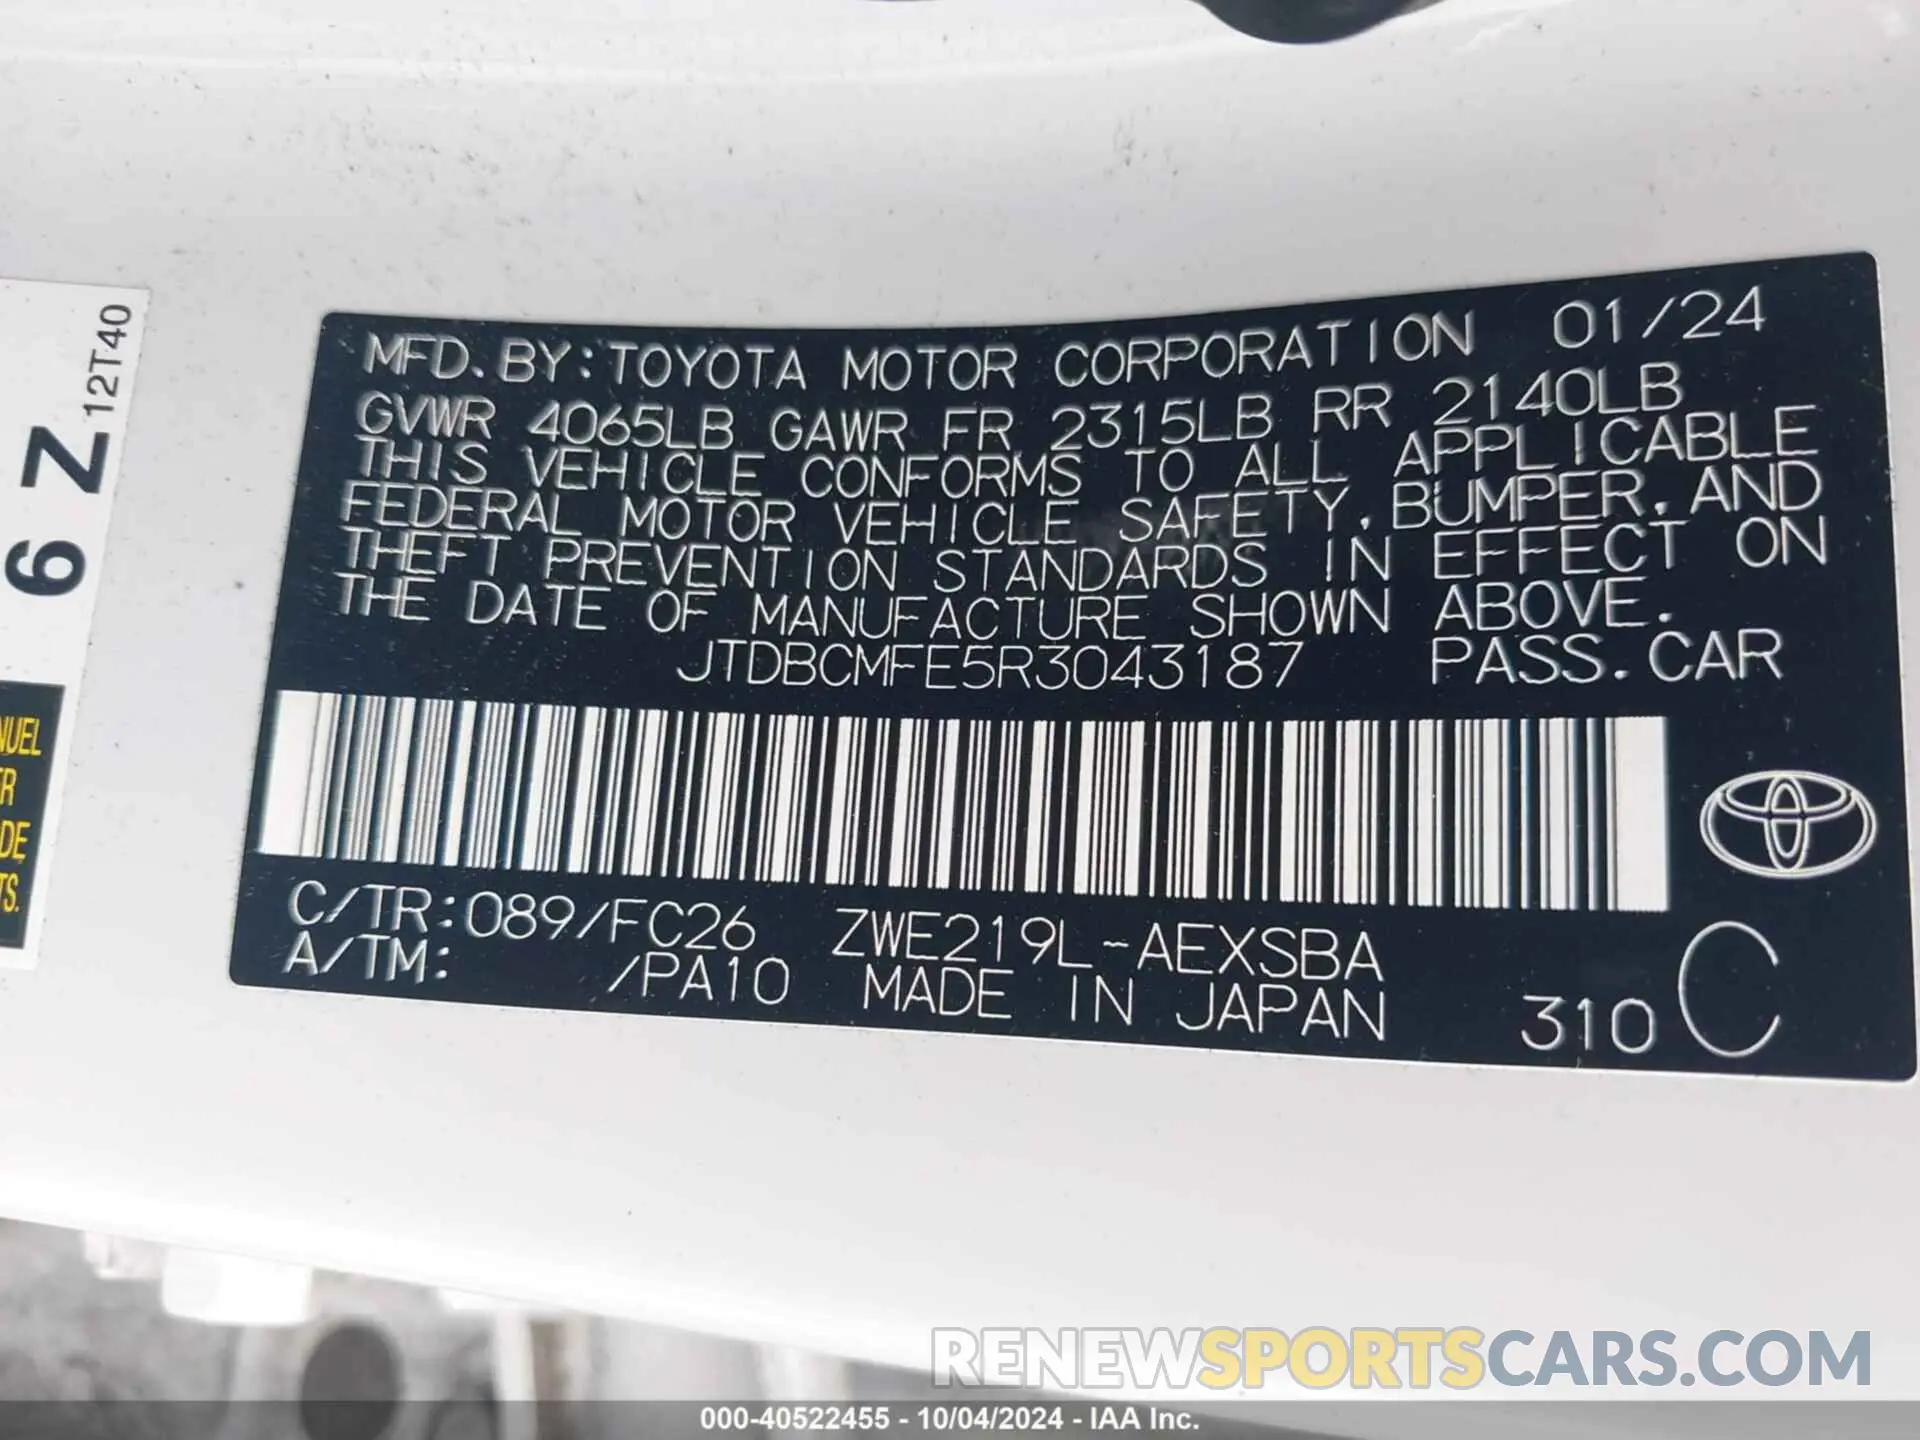 MFD. BY: TOYOTA MOTOR CORPORATION 01/24
GVWR 4065LB GAWR FR 2315LB RR 2140LB
THIS VEHICLE CONFORMS TO ALL APPLICABLE
FEDERAL MOTOR VEHICLE SAFETY, BUMPER, AND
THEFT PREVENTION STANDARDS IN EFFECT ON
THE DATE OF MANUFACTURE SHOWN ABOVE.
JTDBCMFE5R3043187 PASS. CAR
C/TR: 089/FC26 ZWE219L-AEXSBA
A/TM: /PA10 MADE IN JAPAN 310 C
6 Z 12T40
NUEL
ER
DE
TS.
RENEWSPORTSCARS.COM
000-40522455 - 10/04/2024 - IAA Inc.